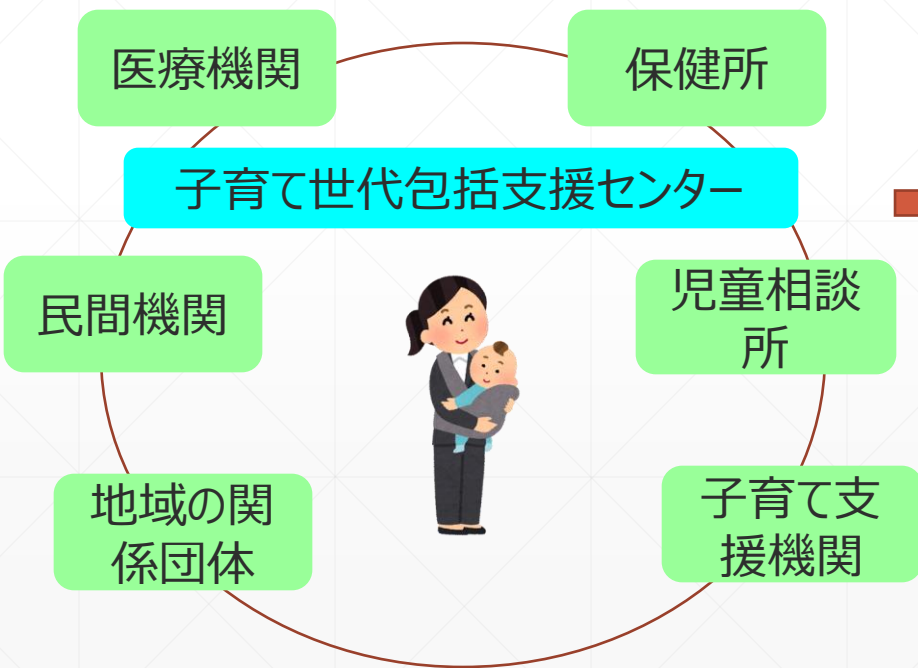 医療機関
保健所
子育て世代包括支援センター
民間機関
児童相談
所
地域の関
係団体
子育て支
援機関